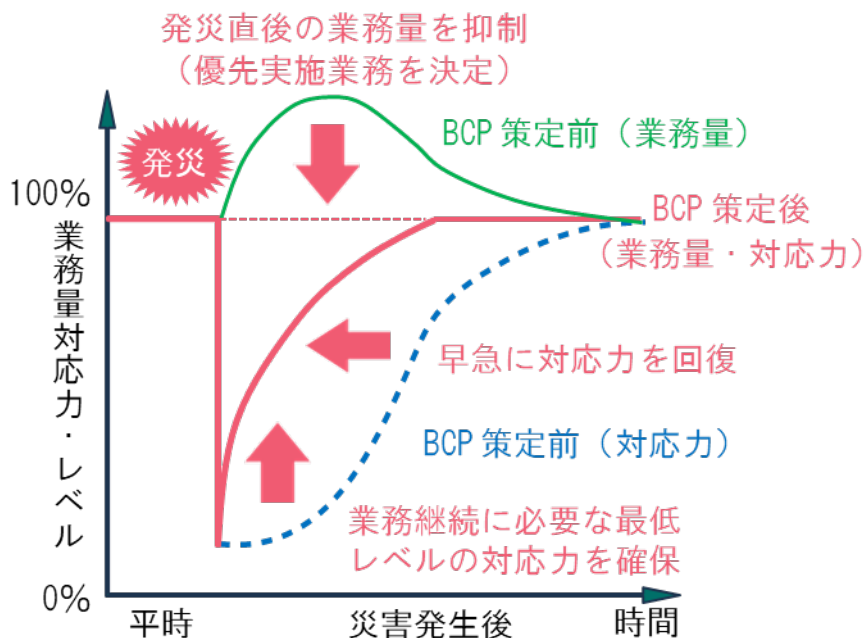 発災直後の業務量を抑制
（優先実施業務を決定）
発災
BCP 策定前（業務量）
100%
BCP 策定後
（業務量・対応力）
業務量対応力・レベル
早急に対応力を回復
BCP 策定前（対応力）
業務継続に必要な最低
レベルの対応力を確保
0%
平時
災害発生後
時間